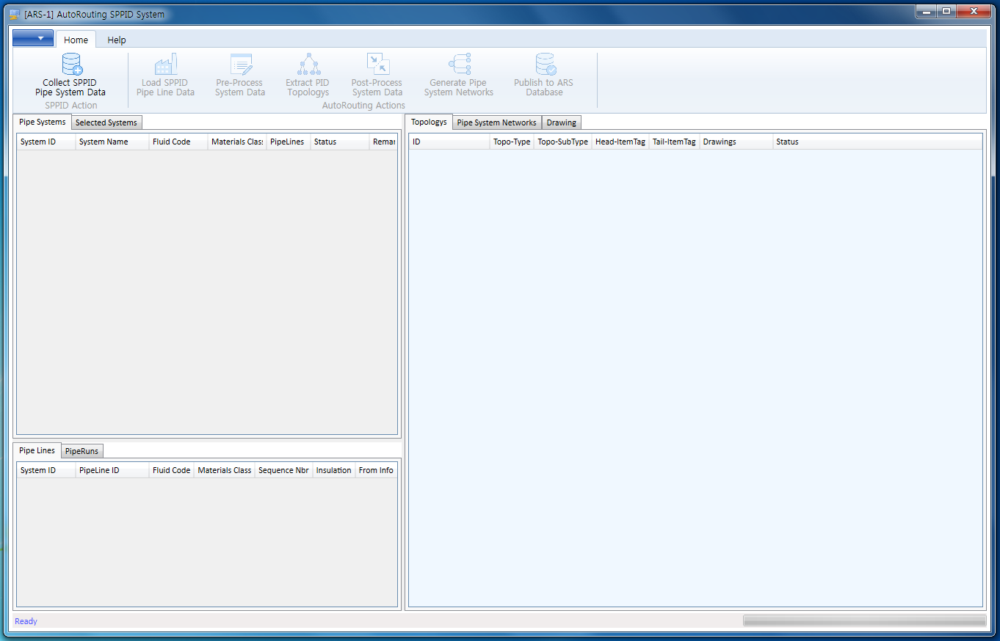 [ARS-1] AutoRouting SPPID System
Home Help
Collect SPPID
Pipe System Data
SPPID Action
Load SPPID
Pipe Line Data
Pre-Process
System Data
Extract PID
Topologys
Post-Process
System Data
Generate Pipe
System Networks
Publish to ARS
Database
AutoRouting Actions
Pipe Systems Selected Systems
System ID System Name Fluid Code Materials Clas PipeLines Status Remar
Pipe Lines PipeRuns
System ID PipeLine ID Fluid Code Materials Class Sequence Nbr Insulation From Info
Topologys Pipe System Networks Drawing
ID Topo-Type Topo-SubType Head-ItemTag Tail-ItemTag Drawings Status
Ready